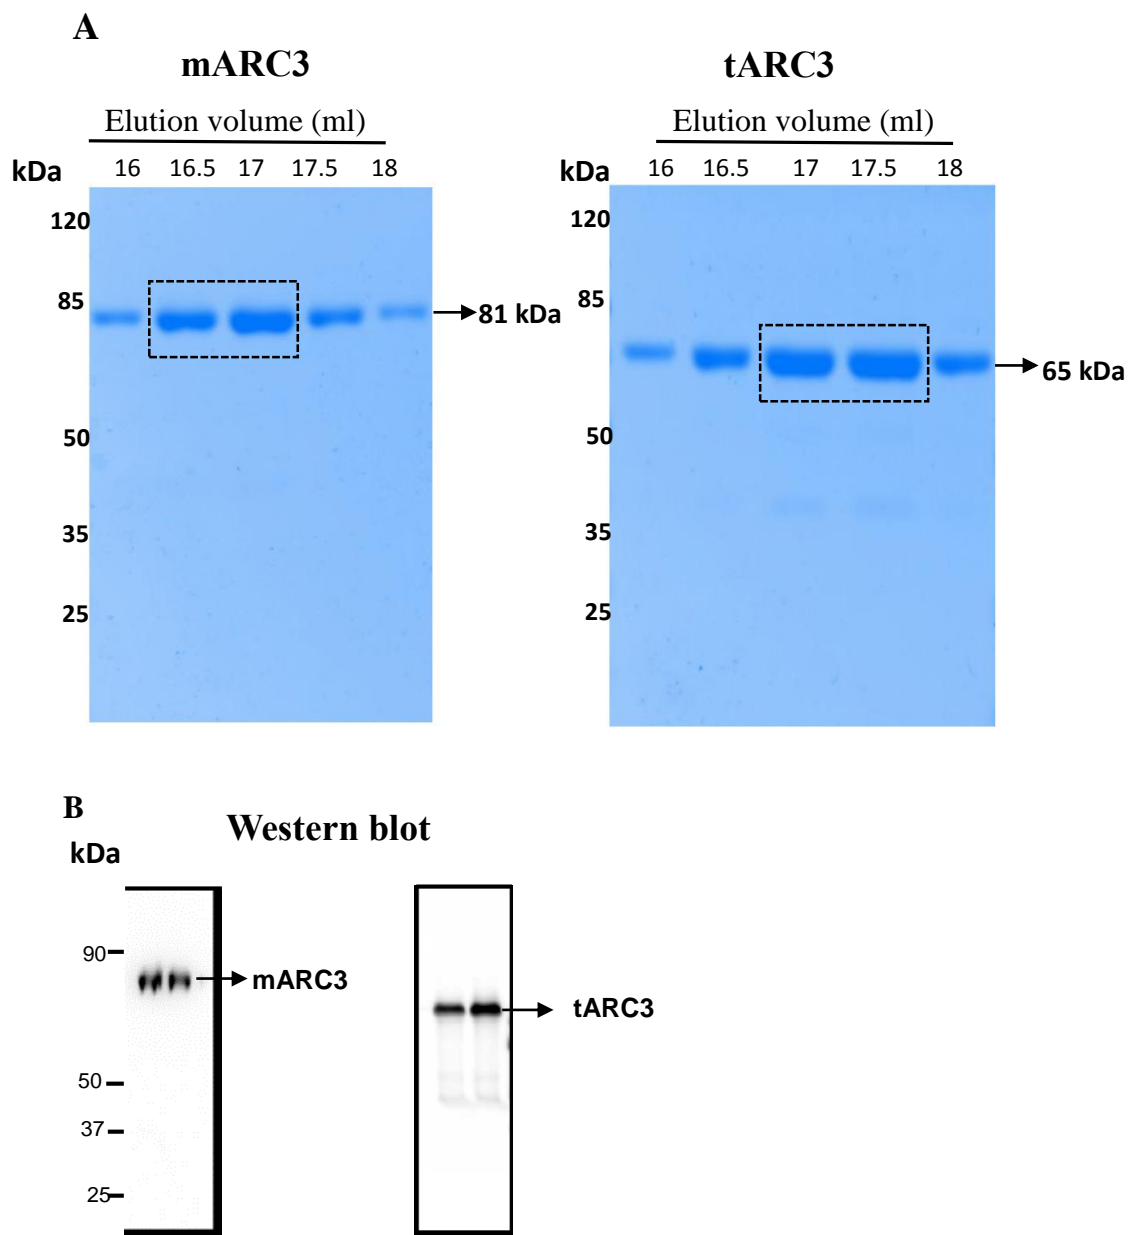 A
mARC3
tARC3
Elution volume (ml)
Elution volume (ml)
kDa 16 16.5 17 17.5 18
kDa 16 16.5 17 17.5 18
120
85
81 kDa
50
35
25
120
85
65 kDa
50
35
25
B
Western blot
kDa
90
mARC3
tARC3
50
37
25